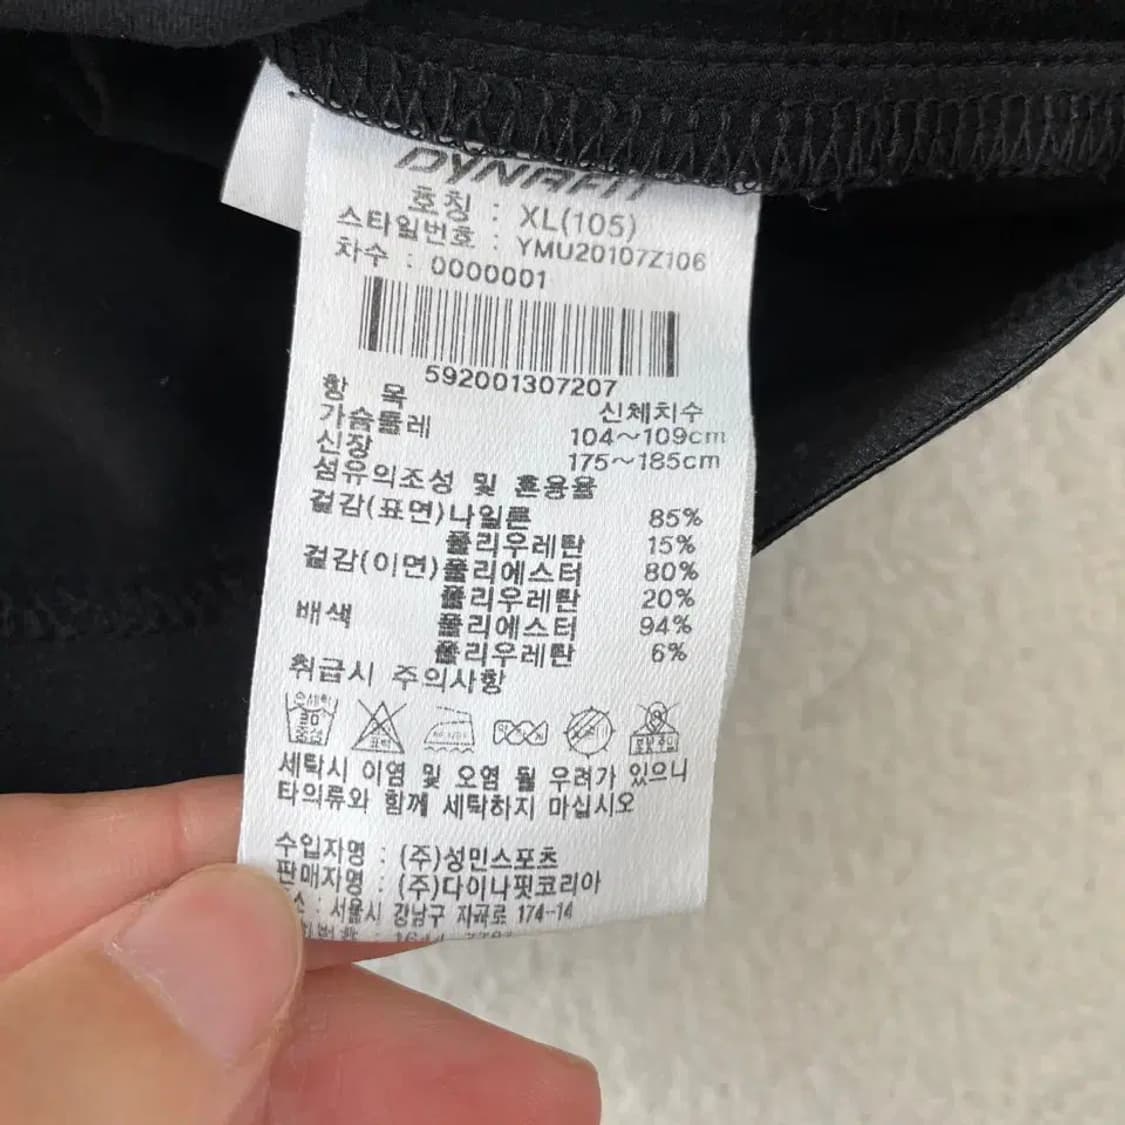 DYNAFIT
호칭 : XL(105)
스타일번호 : YMU20107Z106
차수 : 0000001
592001307207
항 목 신체치수
가슴둘레 104~109cm
신장 175~185cm
섬유의조성 및 혼용율
겉감(표면)나일론 85%
폴리우레탄 15%
겉감(이면)폴리에스터 80%
폴리우레탄 20%
배색 폴리에스터 94%
폴리우레탄 6%
취급시 주의사항
손세탁
30
중성
표백
세탁시 이염 및 오염 될 우려가 있으니
타의류와 함께 세탁하지 마십시오
수입자명 : (주)성민스포츠
판매자명 : (주)다이나핏코리아
: 서울시 강남구 자곡로 174-14